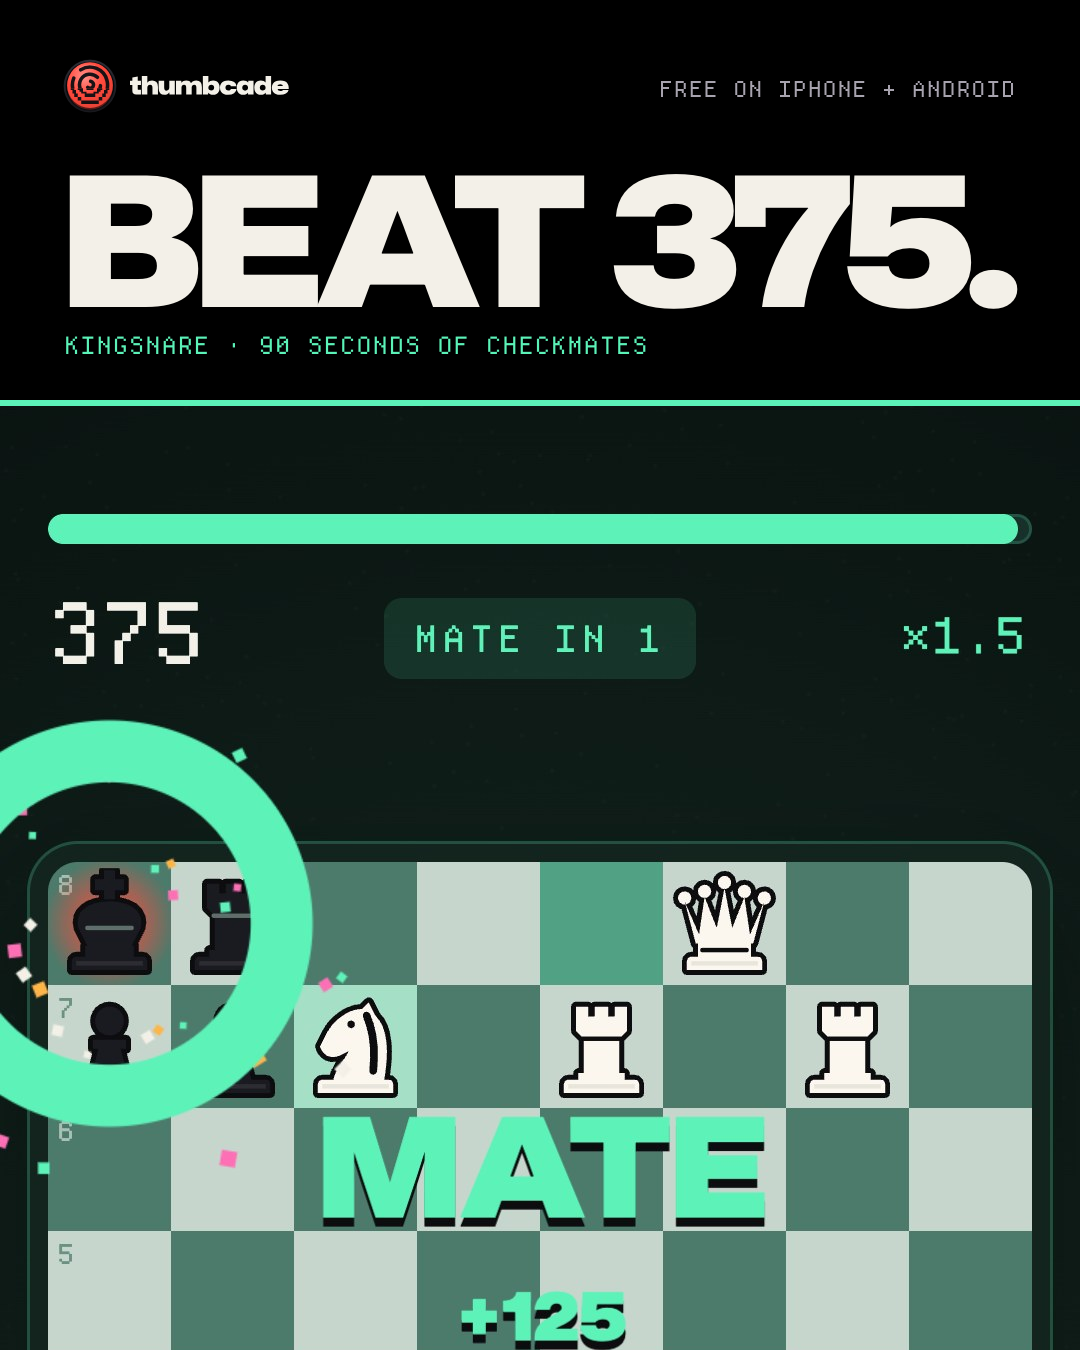 thumbcade
FREE ON IPHONE + ANDROID
BEAT 375.
KINGSNARE · 90 SECONDS OF CHECKMATES
375
MATE IN 1
×1.5
8
7
6
MATE
5
+125